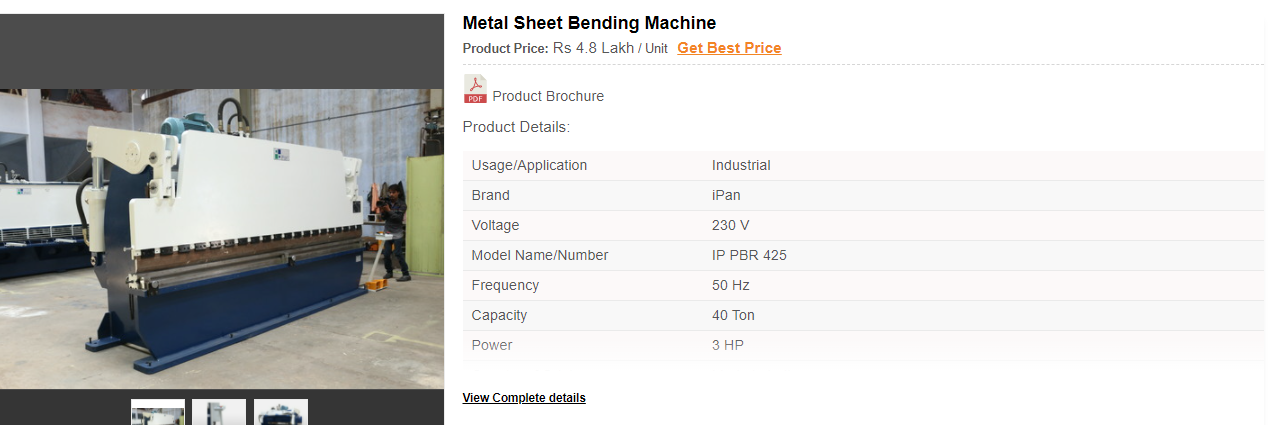 Metal Sheet Bending Machine
Product Price: Rs 4.8 Lakh / Unit Get Best Price
PDF Product Brochure
Product Details:
Usage/Application Industrial
Brand iPan
Voltage 230 V
Model Name/Number IP PBR 425
Frequency 50 Hz
Capacity 40 Ton
Power 3 HP
View Complete details